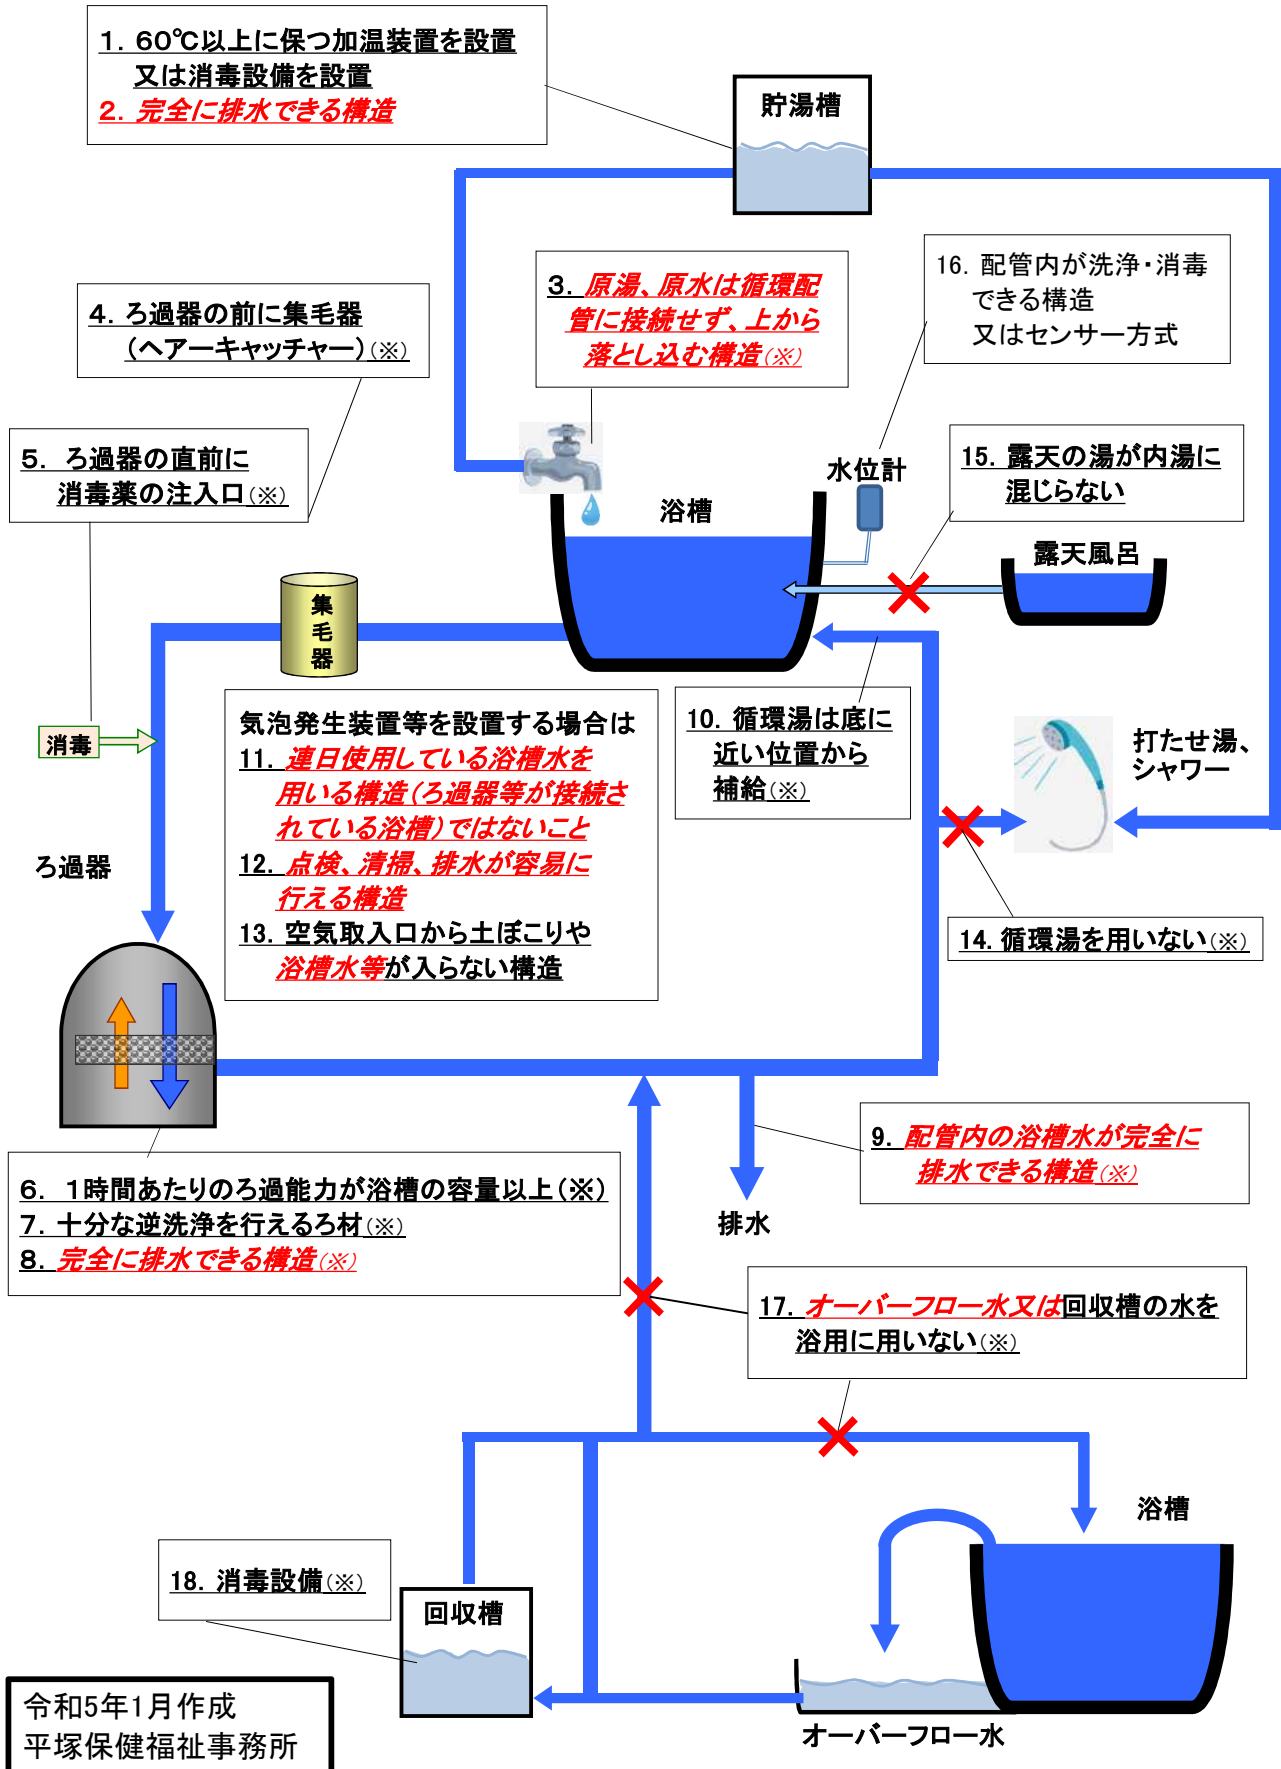 1. 60℃以上に保つ加温装置を設置
又は消毒設備を設置
2. 完全に排水できる構造
貯湯槽
3. 原湯、原水は循環配
管に接続せず、上から
落とし込む構造(※)
16. 配管内が洗浄・消毒
できる構造
又はセンサー方式
4. ろ過器の前に集毛器
(ヘアーキャッチャー)(※)
5. ろ過器の直前に
消毒薬の注入口(※)
水位計
15. 露天の湯が内湯に
混じらない
浴槽
露天風呂
集
毛
器
気泡発生装置等を設置する場合は
11. 連日使用している浴槽水を
用いる構造(ろ過器等が接続さ
れている浴槽)ではないこと
12. 点検、清掃、排水が容易に
行える構造
13. 空気取入口から土ぼこりや
浴槽水等が入らない構造
10. 循環湯は底に
近い位置から
補給(※)
消毒
打たせ湯、
シャワー
ろ過器
14. 循環湯を用いない(※)
9. 配管内の浴槽水が完全に
排水できる構造(※)
6. 1時間あたりのろ過能力が浴槽の容量以上(※)
7. 十分な逆洗浄を行えるろ材(※)
8. 完全に排水できる構造(※)
排水
17. オーバーフロー水又は回収槽の水を
浴用に用いない(※)
浴槽
18. 消毒設備(※)
回収槽
オーバーフロー水
令和5年1月作成
平塚保健福祉事務所